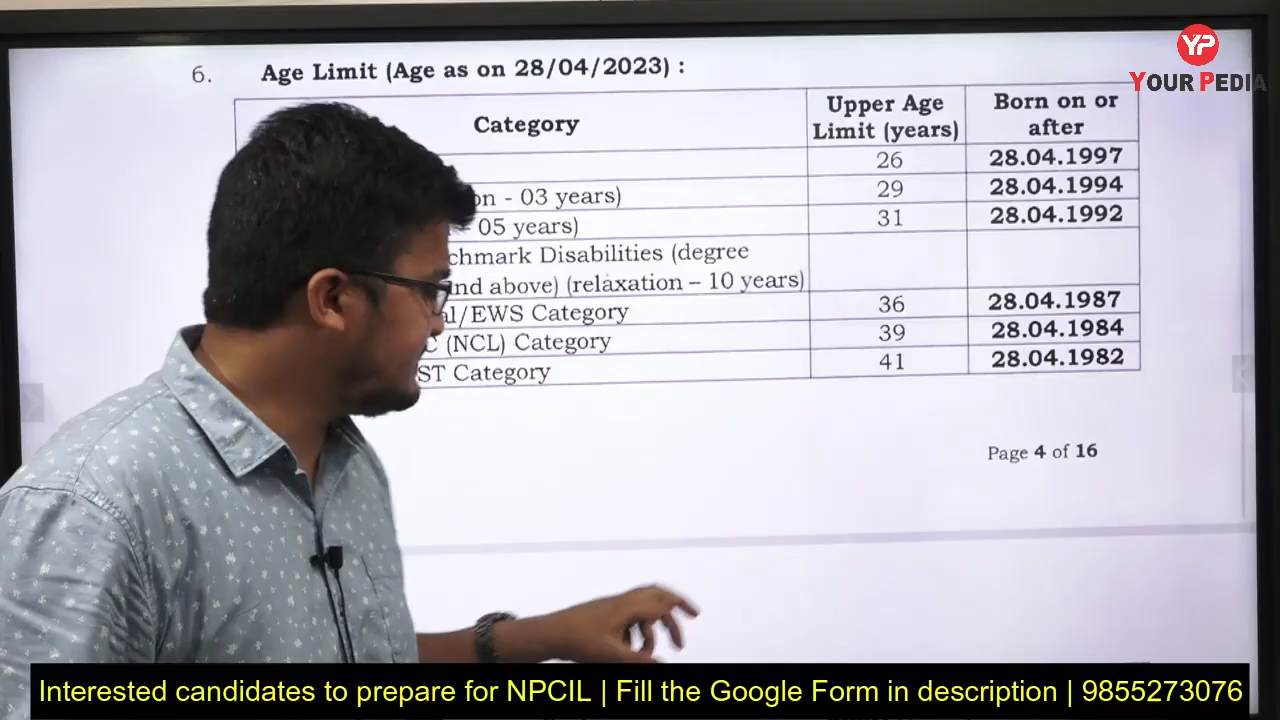 YP
YOUR PEDIA
6. Age Limit (Age as on 28/04/2023) :
Category
Upper Age Limit (years)
Born on or after
26 28.04.1997
- 03 years) 29 28.04.1994
- 05 years) 31 28.04.1992
Disabilities (degree
above) (relaxation – 10 years)
/EWS Category 36 28.04.1987
(NCL) Category 39 28.04.1984
ST Category 41 28.04.1982
Page 4 of 16
Interested candidates to prepare for NPCIL | Fill the Google Form in description | 9855273076